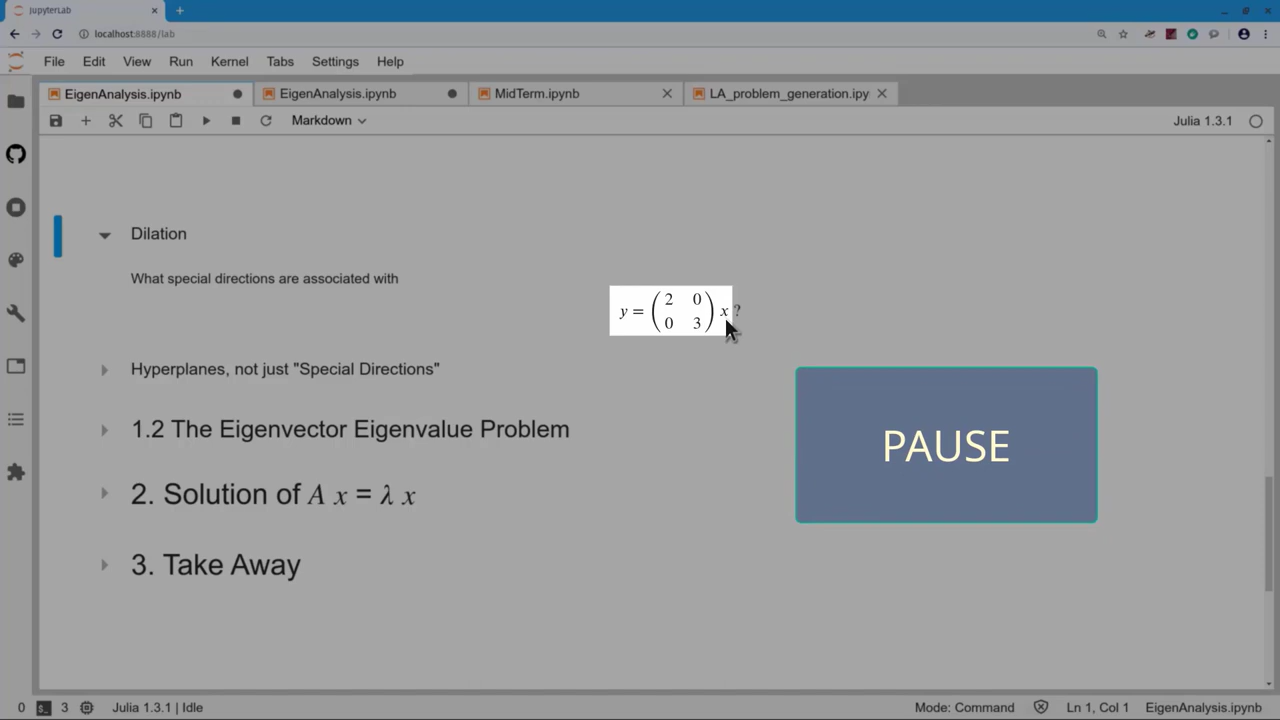 JupyterLab
localhost:8888/lab
File Edit View Run Kernel Tabs Settings Help
EigenAnalysis.ipynb EigenAnalysis.ipynb MidTerm.ipynb LA_problem_generation.ipy
Markdown Julia 1.3.1
Dilation
What special directions are associated with
y = ( 2 0
0 3 ) x ?
Hyperplanes, not just "Special Directions"
1.2 The Eigenvector Eigenvalue Problem
PAUSE
2. Solution of A x = λ x
3. Take Away
0 3 Julia 1.3.1 | Idle Mode: Command Ln 1, Col 1 EigenAnalysis.ipynb